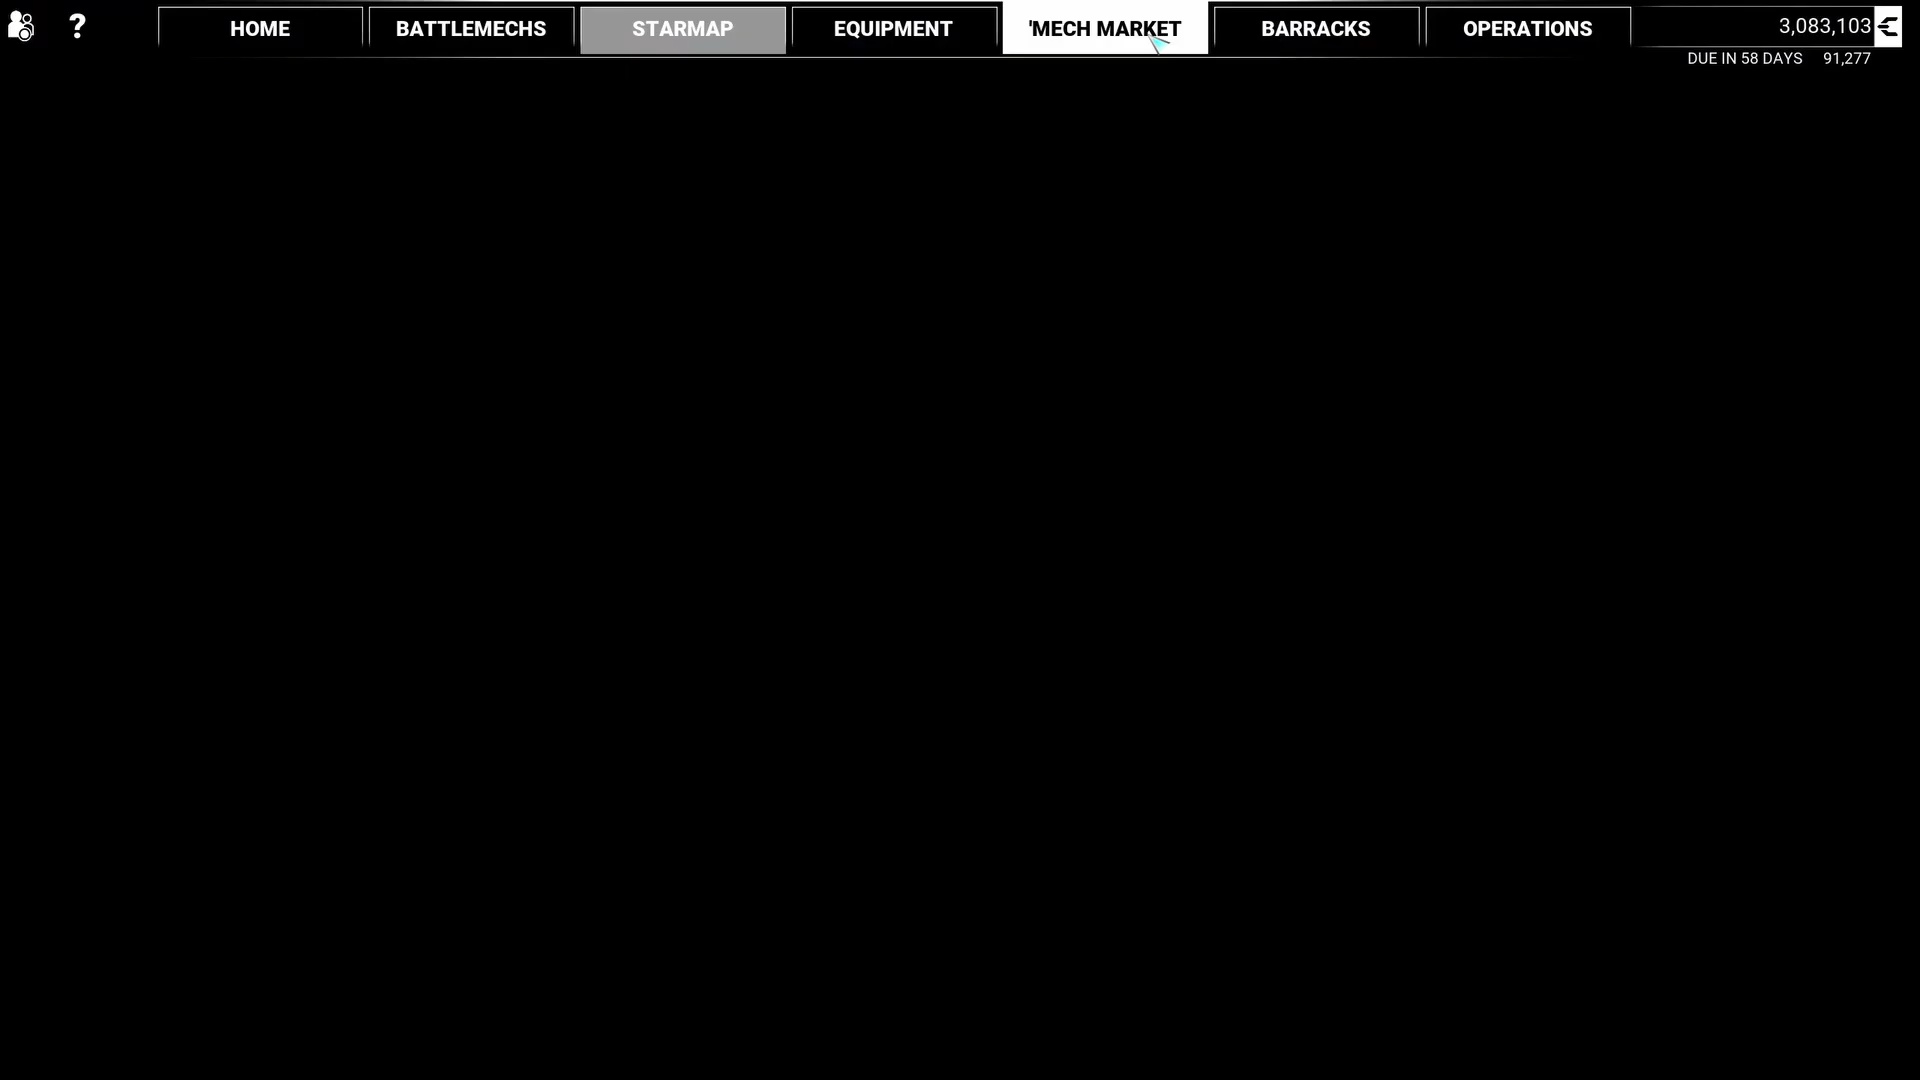 ?
HOME
BATTLEMECHS
STARMAP
EQUIPMENT
'MECH MARKET
BARRACKS
OPERATIONS
3,083,103
DUE IN 58 DAYS 91,277